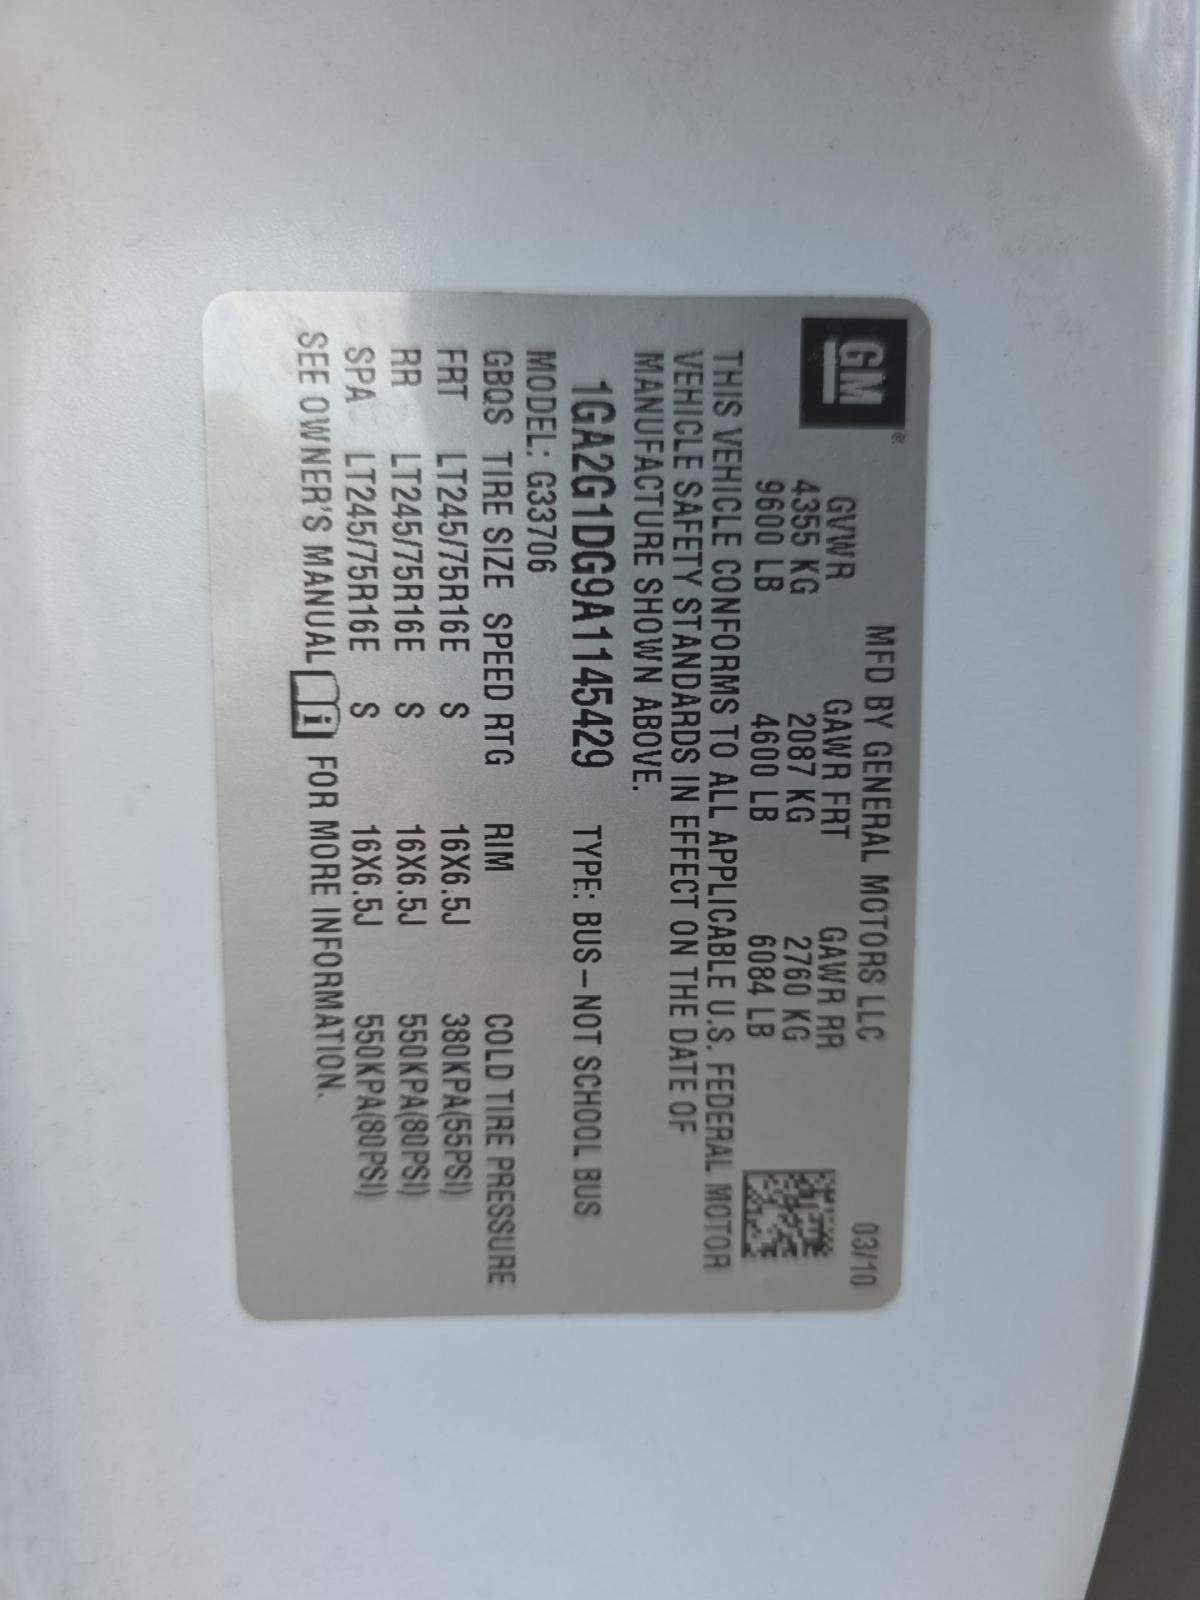 GM®
MFD BY GENERAL MOTORS LLC 03/10
GVWR GAWR FRT GAWR RR
4355 KG 2087 KG 2760 KG
9600 LB 4600 LB 6084 LB
THIS VEHICLE CONFORMS TO ALL APPLICABLE U.S. FEDERAL MOTOR
VEHICLE SAFETY STANDARDS IN EFFECT ON THE DATE OF
MANUFACTURE SHOWN ABOVE.
1GA2G1DG9A1145429 TYPE: BUS-NOT SCHOOL BUS
MODEL: G33706
GBQS TIRE SIZE SPEED RTG RIM COLD TIRE PRESSURE
FRT LT245/75R16E S 16X6.5J 380KPA(55PSI)
RR LT245/75R16E S 16X6.5J 550KPA(80PSI)
SPA LT245/75R16E S 16X6.5J 550KPA(80PSI)
SEE OWNER'S MANUAL i FOR MORE INFORMATION.